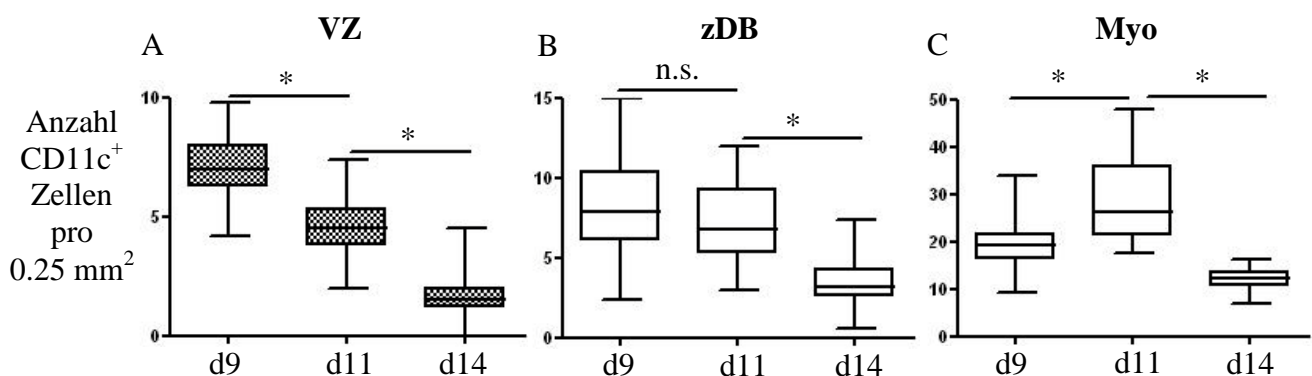 VZ
zDB
Myo
A
B
C
*
*
n.s.
*
*
*
Anzahl
CD11c⁺
Zellen
pro
0.25 mm²
10
5
0
15
10
5
0
50
40
30
20
10
0
d9
d11
d14
d9
d11
d14
d9
d11
d14